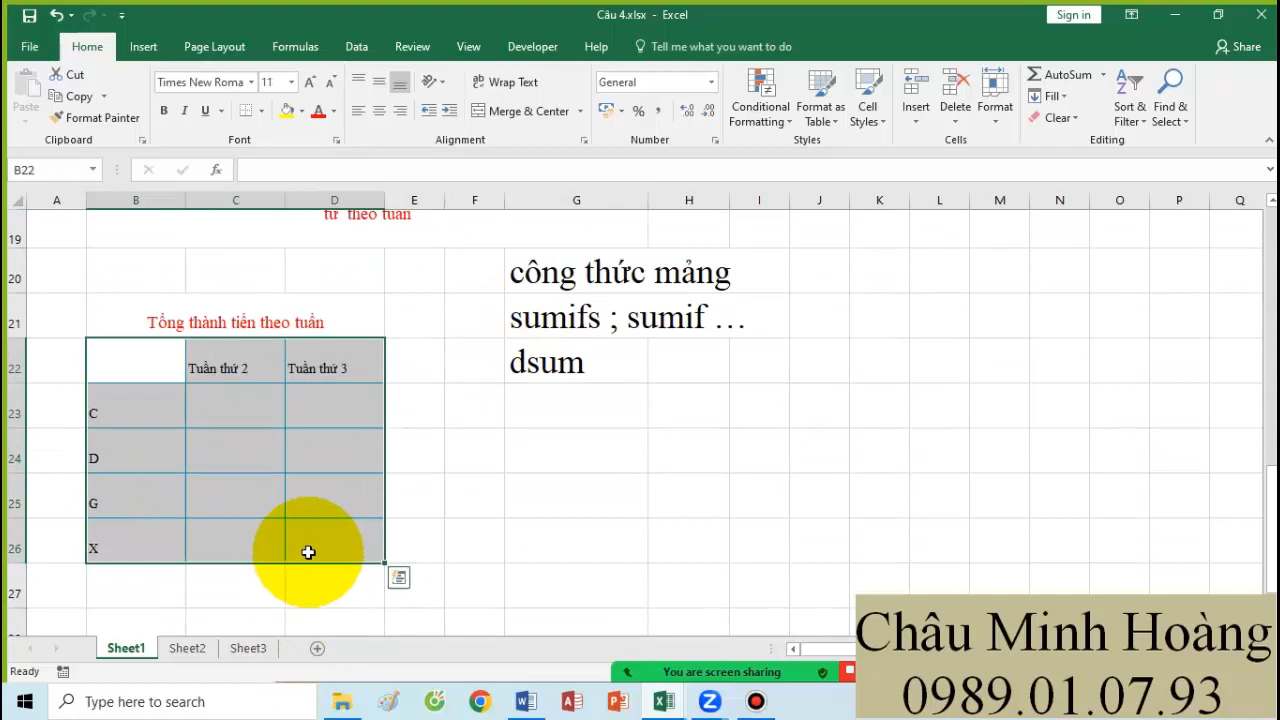 Câu 4.xlsx - Excel
Sign in
File Home Insert Page Layout Formulas Data Review View Developer Help Tell me what you want to do Share
Paste
Cut
Copy
Format Painter
Times New Roma 11
B I U
Wrap Text
Merge & Center
General
Conditional Formatting
Format as Table
Cell Styles
Insert
Delete
Format
AutoSum
Fill
Clear
Sort & Filter
Find & Select
Clipboard Font Alignment Number Styles Cells Editing
B22 fx
A B C D E F G H I J K L M N O P Q
từ theo tuần
19
20 công thức mảng
21 Tổng thành tiền theo tuần sumifs ; sumif …
22 Tuần thứ 2 Tuần thứ 3 dsum
23 C
24 D
25 G
26 X
27
Sheet1 Sheet2 Sheet3
Ready
You are screen sharing
Type here to search
Châu Minh Hoàng
0989.01.07.93